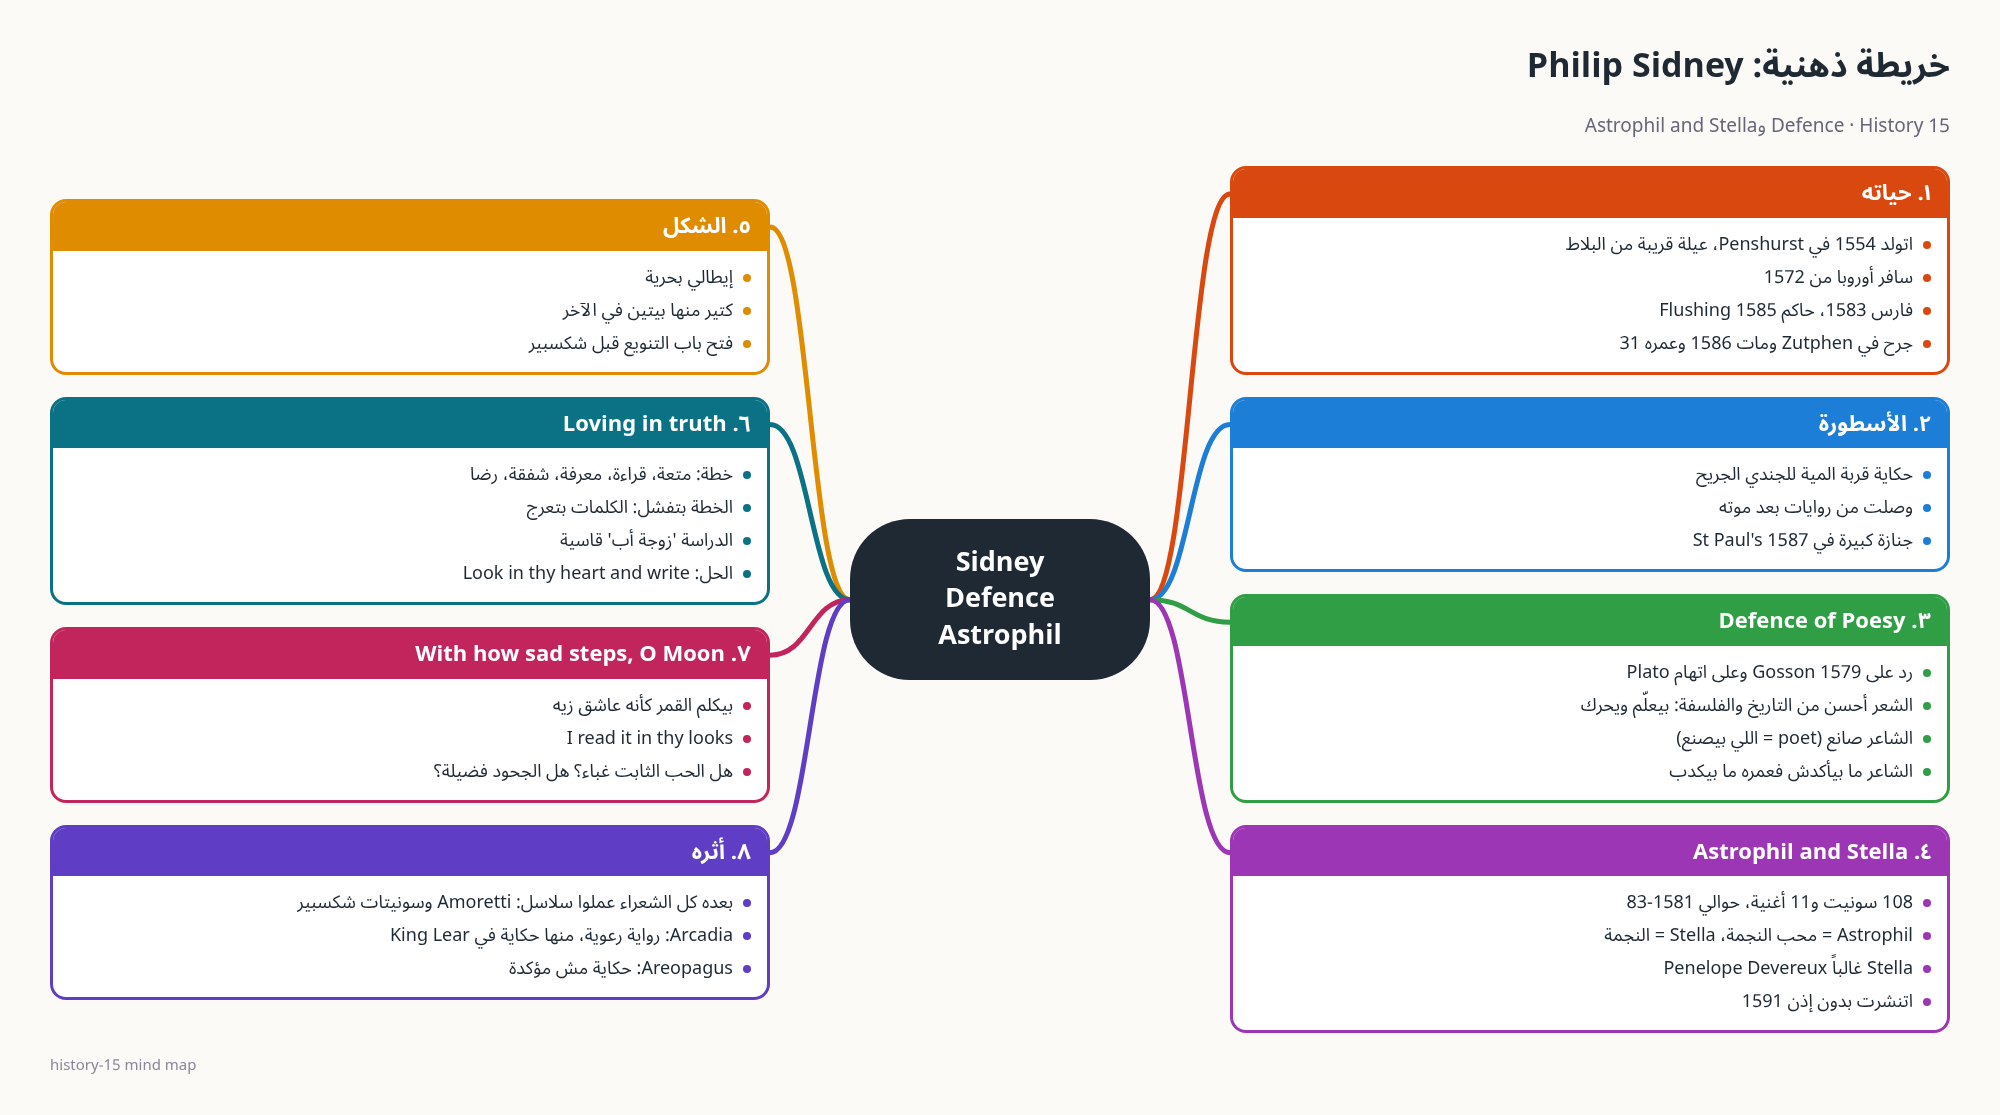 خريطة ذهنية: Philip Sidney
Astrophil and Stellaو Defence · History 15
١. حياته
اتولد 1554 في Penshurst، عيلة قريبة من البلاط
سافر أوروبا من 1572
فارس 1583، حاكم Flushing 1585
جرح في Zutphen ومات 1586 وعمره 31
٢. الأسطورة
حكاية قربة المية للجندي الجريح
وصلت من روايات بعد موته
جنازة كبيرة في St Paul's 1587
٣. Defence of Poesy
رد على Gosson 1579 وعلى اتهام Plato
الشعر أحسن من التاريخ والفلسفة: بيعلّم ويحرك
الشاعر صانع (poet = اللي بيصنع)
الشاعر ما بيأكدش فعمره ما بيكدب
٤. Astrophil and Stella
108 سونيت و11 أغنية، حوالي 1581-83
Astrophil = محب النجمة، Stella = النجمة
Stella غالباً Penelope Devereux
اتنشرت بدون إذن 1591
Sidney
Defence
Astrophil
٥. الشكل
إيطالي بحرية
كتير منها بيتين في الآخر
فتح باب التنويع قبل شكسبير
٦. Loving in truth
خطة: متعة، قراءة، معرفة، شفقة، رضا
الخطة بتفشل: الكلمات بتعرج
الدراسة 'زوجة أب' قاسية
الحل: Look in thy heart and write
٧. With how sad steps, O Moon
بيكلم القمر كأنه عاشق زيه
I read it in thy looks
هل الحب الثابت غباء؟ هل الجحود فضيلة؟
٨. أثره
بعده كل الشعراء عملوا سلاسل: Amoretti وسونيتات شكسبير
Arcadia: رواية رعوية، منها حكاية في King Lear
Areopagus: حكاية مش مؤكدة
history-15 mind map